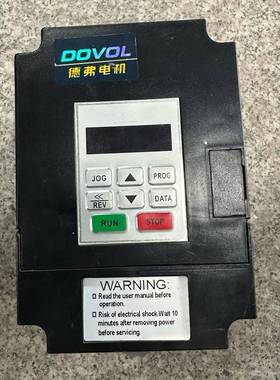 DOVOL
德弗电机
JOG
▲
PROG
≪
REV
▼
DATA
RUN
STOP
WARNING:
□ Read the user manual before
operation.
□ Risk of electrical shock.Wait 10
minutes after removing power
before servicing.